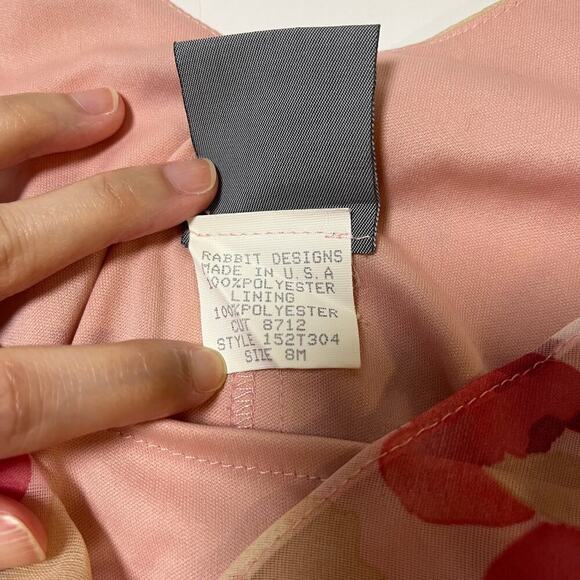 RABBIT DESIGNS
MADE IN U.S.A
100%POLYESTER
LINING
100%POLYESTER
CUT 8712
STYLE 152T304
SIZE 8M